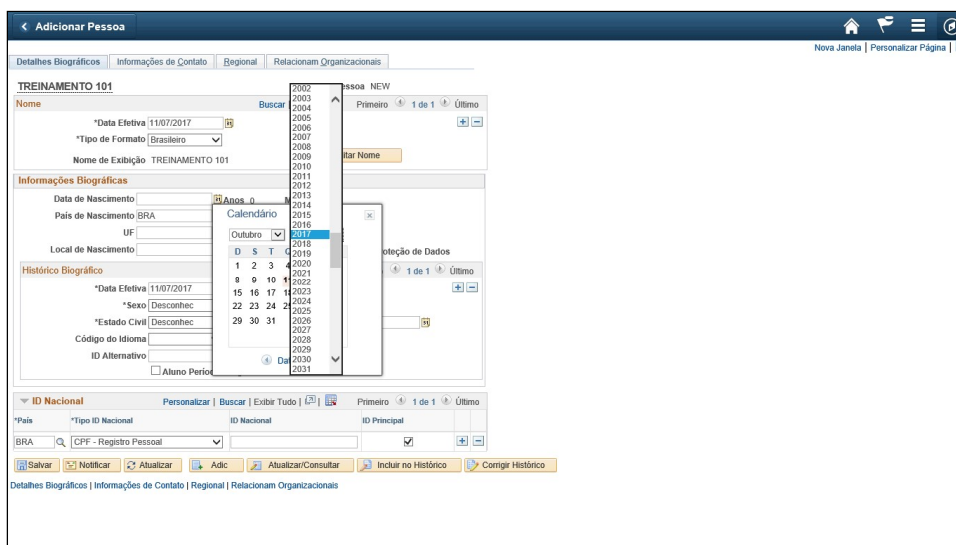 Adicionar Pessoa
Nova Janela | Personalizar Página |
Detalhes Biográficos Informações de Contato Regional Relacionam Organizacionais
TREINAMENTO 101 NEW
Nome Buscar Primeiro 1 de 1 Último
*Data Efetiva 11/07/2017
*Tipo de Formato Brasileiro
Nome de Exibição TREINAMENTO 101 Nome
Informações Biográficas
Data de Nascimento Anos 0
País de Nascimento BRA
UF
Local de Nascimento de Dados
Histórico Biográfico 1 de 1 Último
*Data Efetiva 11/07/2017
*Sexo Desconhec
*Estado Civil Desconhec
Código do Idioma
ID Alternativo
Aluno
Calendário
Outubro
D S T
1 2 3
8 9 10
15 16 17
22 23 24
29 30 31
2002
2003
2004
2005
2006
2007
2008
2009
2010
2011
2012
2013
2014
2015
2016
2017
2018
2019
2020
2021
2022
2023
2024
2025
2026
2027
2028
2029
2030
2031
ID Nacional Personalizar | Buscar | Exibir Tudo | | Primeiro 1 de 1 Último
*País *Tipo ID Nacional ID Nacional ID Principal
BRA CPF - Registro Pessoal
Salvar Notificar Atualizar Adic Atualizar/Consultar Incluir no Histórico Corrigir Histórico
Detalhes Biográficos | Informações de Contato | Regional | Relacionam Organizacionais